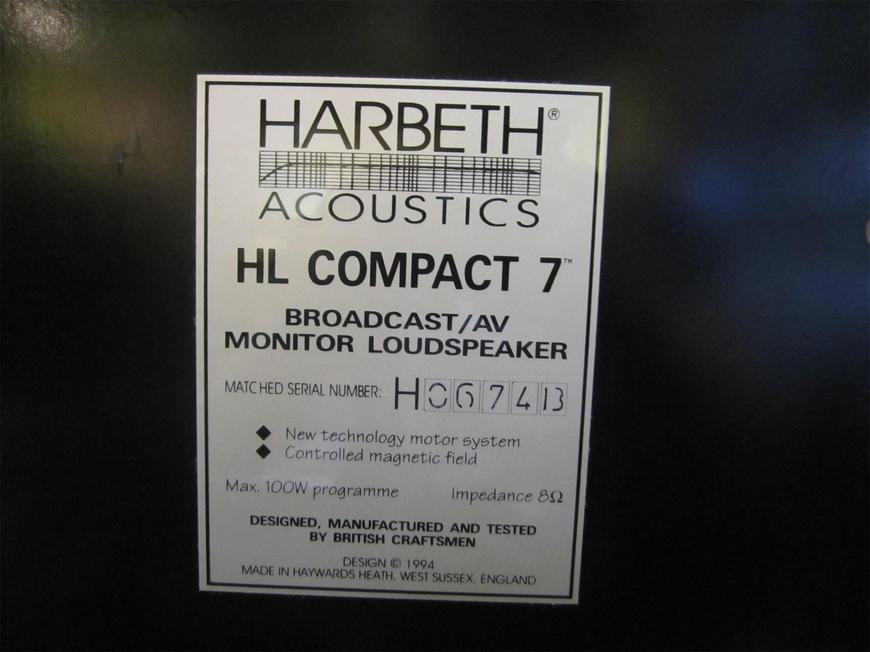 HARBETH®
ACOUSTICS
HL COMPACT 7™
BROADCAST/AV
MONITOR LOUDSPEAKER
MATCHED SERIAL NUMBER: H067413
◆ New technology motor system
◆ Controlled magnetic field
Max. 100W programme Impedance 8Ω
DESIGNED, MANUFACTURED AND TESTED
BY BRITISH CRAFTSMEN
DESIGN © 1994
MADE IN HAYWARDS HEATH, WEST SUSSEX, ENGLAND